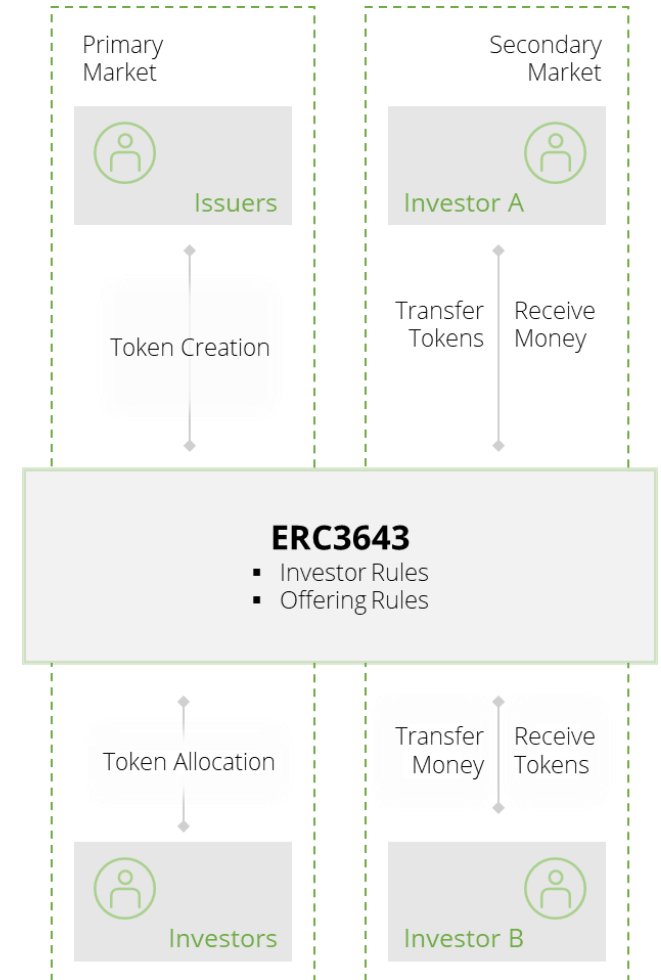 Primary
Market
Issuers
Token Creation
Secondary
Market
Investor A
Transfer
Tokens
Receive
Money
ERC3643
▪ Investor Rules
▪ Offering Rules
Token Allocation
Investors
Transfer
Money
Receive
Tokens
Investor B